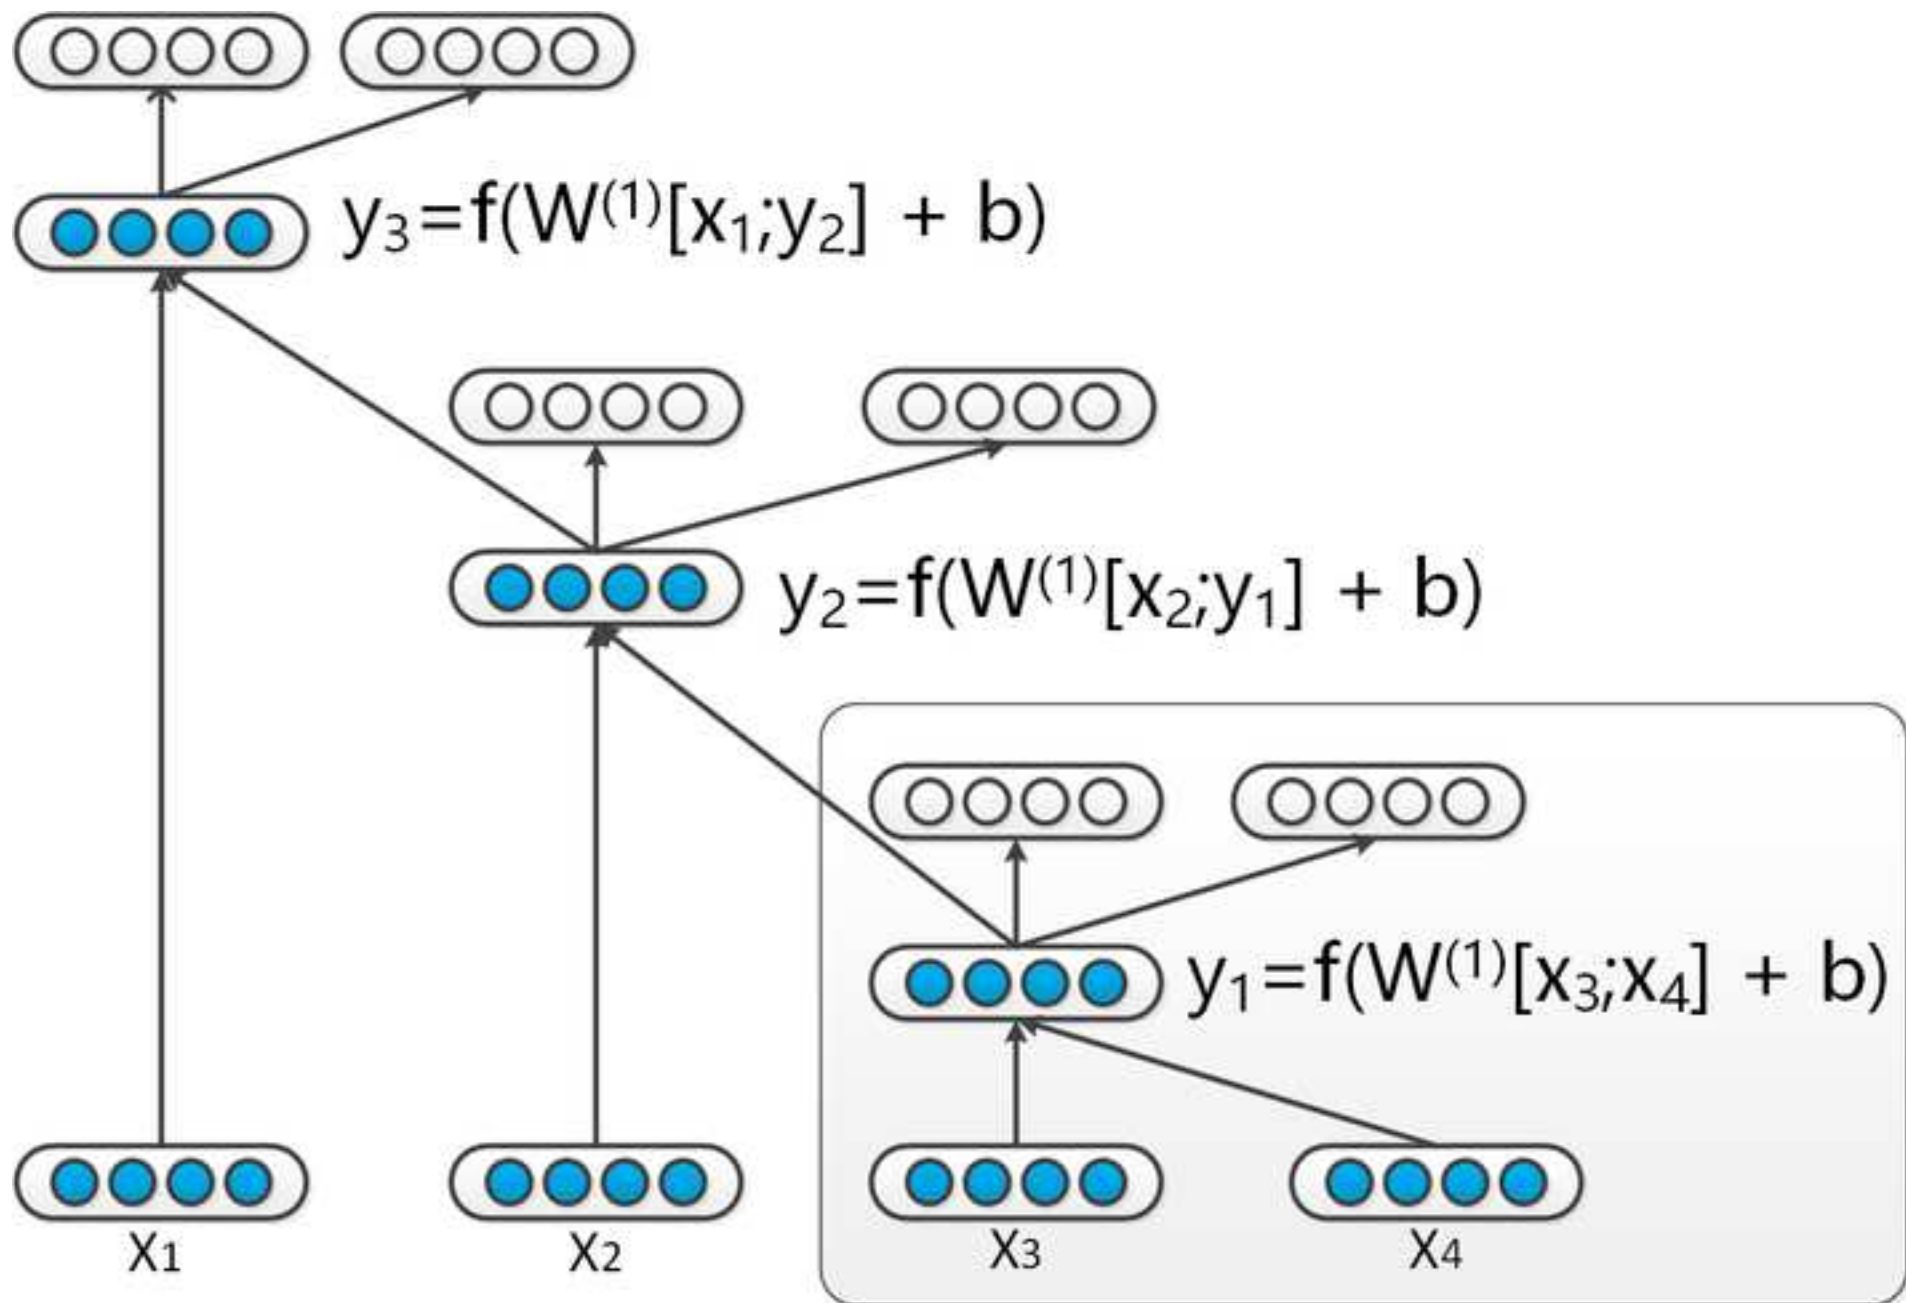 y₃=f(W⁽¹⁾[x₁;y₂] + b)
y₂=f(W⁽¹⁾[x₂;y₁] + b)
y₁=f(W⁽¹⁾[x₃;x₄] + b)
X1 X2 X3 X4